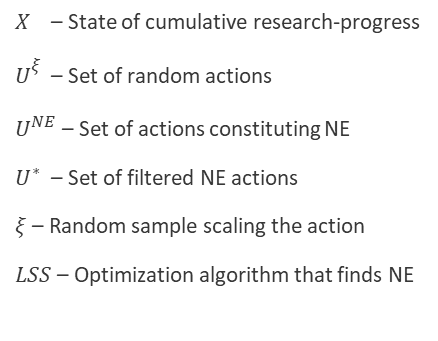 X – State of cumulative research-progress
U^ξ – Set of random actions
U^NE – Set of actions constituting NE
U* – Set of filtered NE actions
ξ – Random sample scaling the action
LSS – Optimization algorithm that finds NE